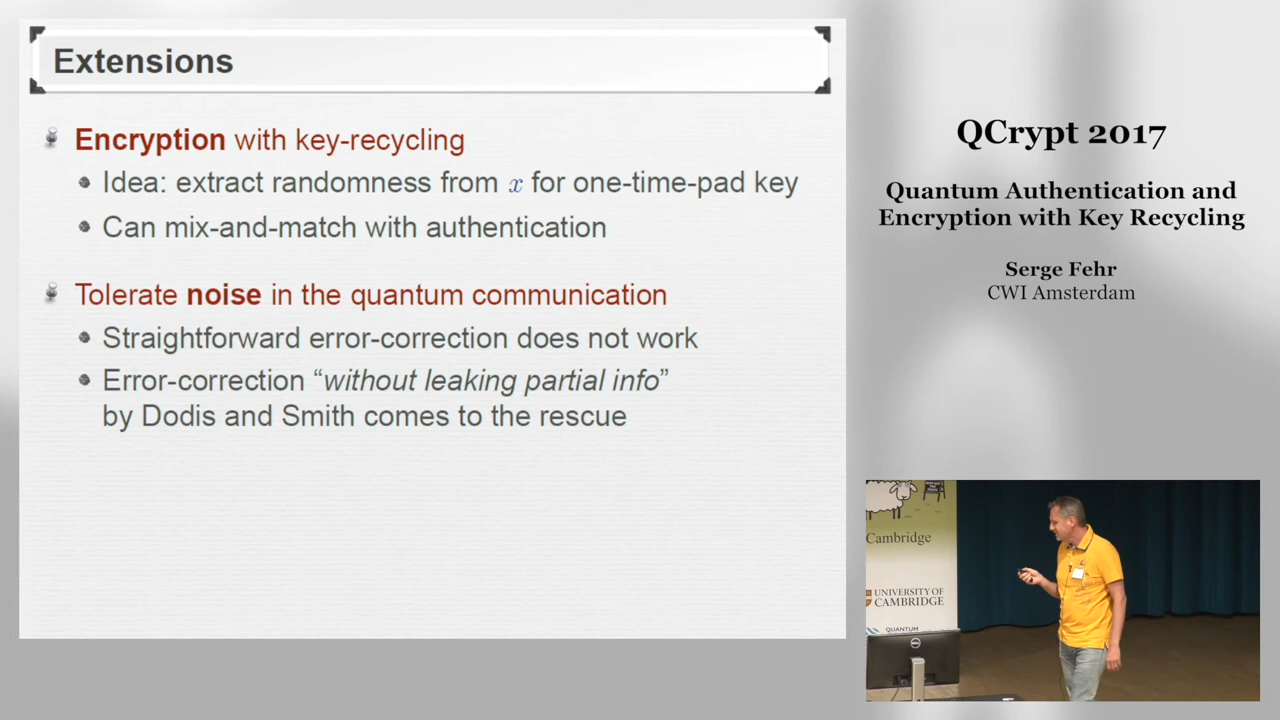 Extensions
Encryption with key-recycling
Idea: extract randomness from x for one-time-pad key
Can mix-and-match with authentication
Tolerate noise in the quantum communication
Straightforward error-correction does not work
Error-correction “without leaking partial info”
by Dodis and Smith comes to the rescue
QCrypt 2017
Quantum Authentication and
Encryption with Key Recycling
Serge Fehr
CWI Amsterdam
Cambridge
UNIVERSITY OF
CAMBRIDGE
QUANTUM
DELL